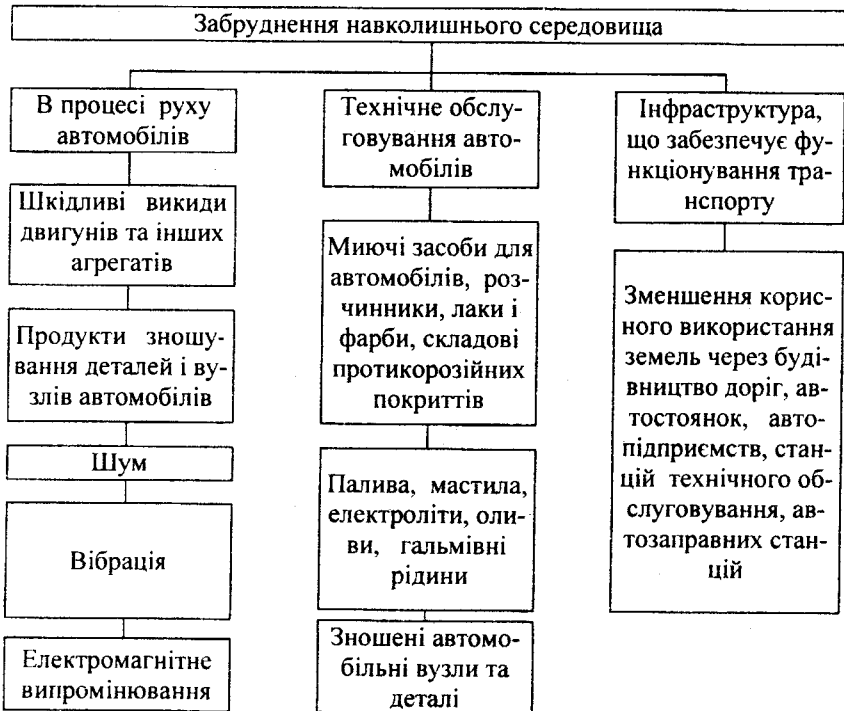 Забруднення навколишнього середовища
В процесі руху
автомобілів
Шкідливі викиди
двигунів та інших
агрегатів
Продукти зношу-
вання деталей і ву-
злів автомобілів
Шум
Вібрація
Електромагнітне
випромінювання
Технічне обслу-
говування авто-
мобілів
Миючі засоби для
автомобілів, роз-
чинники, лаки і
фарби, складові
протикорозійних
покриттів
Палива, мастила,
електроліти, оли-
ви, гальмівні
рідини
Зношені автомо-
більні вузли та
деталі
Інфраструктура,
що забезпечує фу-
нкціонування тра-
нспорту
Зменшення корис-
ного використання
земель через буді-
вництво доріг, ав-
тостоянок, авто-
підприємств, стан-
цій технічного об-
слуговування, ав-
тозаправних стан-
цій